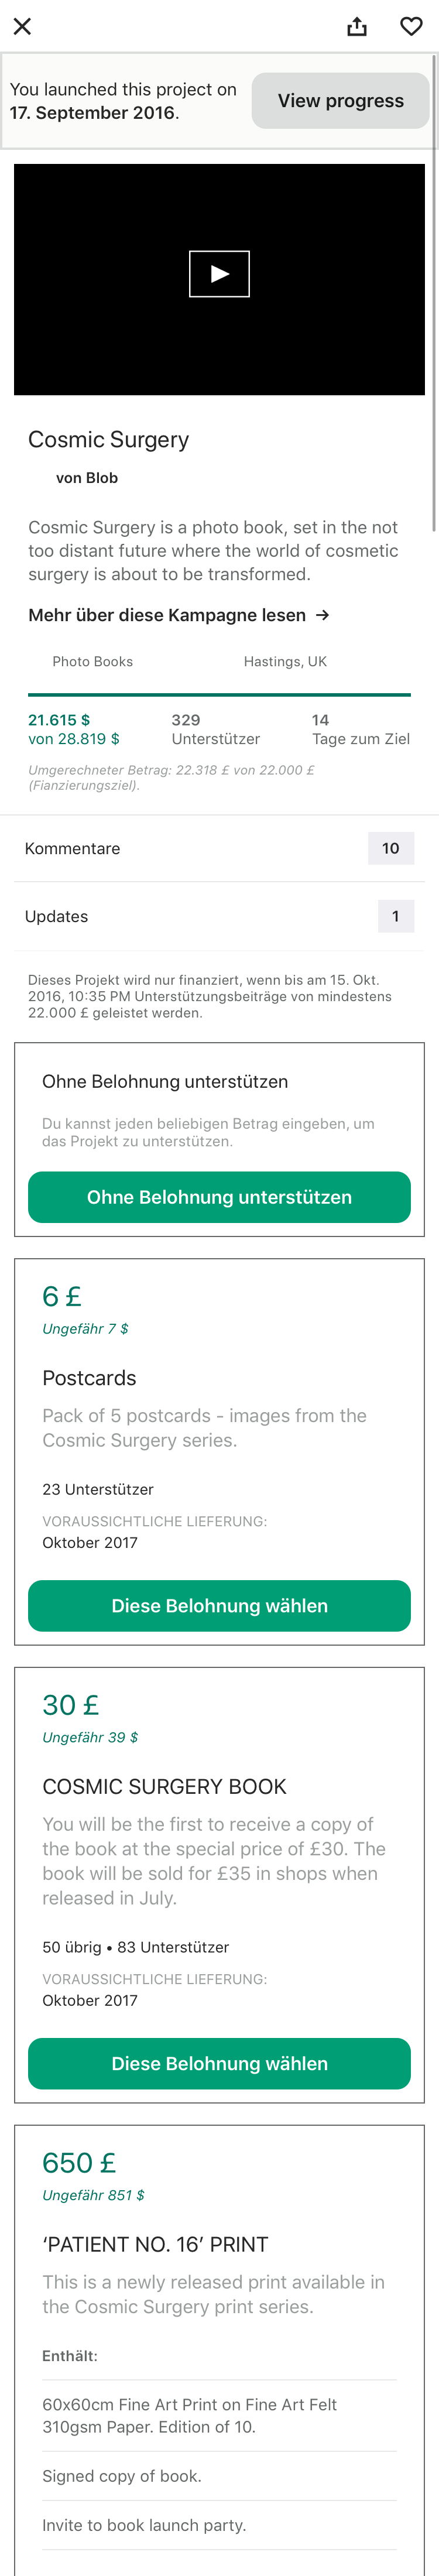 You launched this project on
17. September 2016.
View progress
Cosmic Surgery
von Blob
Cosmic Surgery is a photo book, set in the not
too distant future where the world of cosmetic
surgery is about to be transformed.
Mehr über diese Kampagne lesen →
Photo Books
Hastings, UK
21.615 $
von 28.819 $
329
Unterstützer
14
Tage zum Ziel
Umgerechneter Betrag: 22.318 £ von 22.000 £
(Fianzierungsziel).
Kommentare
10
Updates
1
Dieses Projekt wird nur finanziert, wenn bis am 15. Okt.
2016, 10:35 PM Unterstützungsbeiträge von mindestens
22.000 £ geleistet werden.
Ohne Belohnung unterstützen
Du kannst jeden beliebigen Betrag eingeben, um
das Projekt zu unterstützen.
Ohne Belohnung unterstützen
6 £
Ungefähr 7 $
Postcards
Pack of 5 postcards - images from the
Cosmic Surgery series.
23 Unterstützer
VORAUSSICHTLICHE LIEFERUNG:
Oktober 2017
Diese Belohnung wählen
30 £
Ungefähr 39 $
COSMIC SURGERY BOOK
You will be the first to receive a copy of
the book at the special price of £30. The
book will be sold for £35 in shops when
released in July.
50 übrig • 83 Unterstützer
VORAUSSICHTLICHE LIEFERUNG:
Oktober 2017
Diese Belohnung wählen
650 £
Ungefähr 851 $
‘PATIENT NO. 16’ PRINT
This is a newly released print available in
the Cosmic Surgery print series.
Enthält:
60x60cm Fine Art Print on Fine Art Felt
310gsm Paper. Edition of 10.
Signed copy of book.
Invite to book launch party.